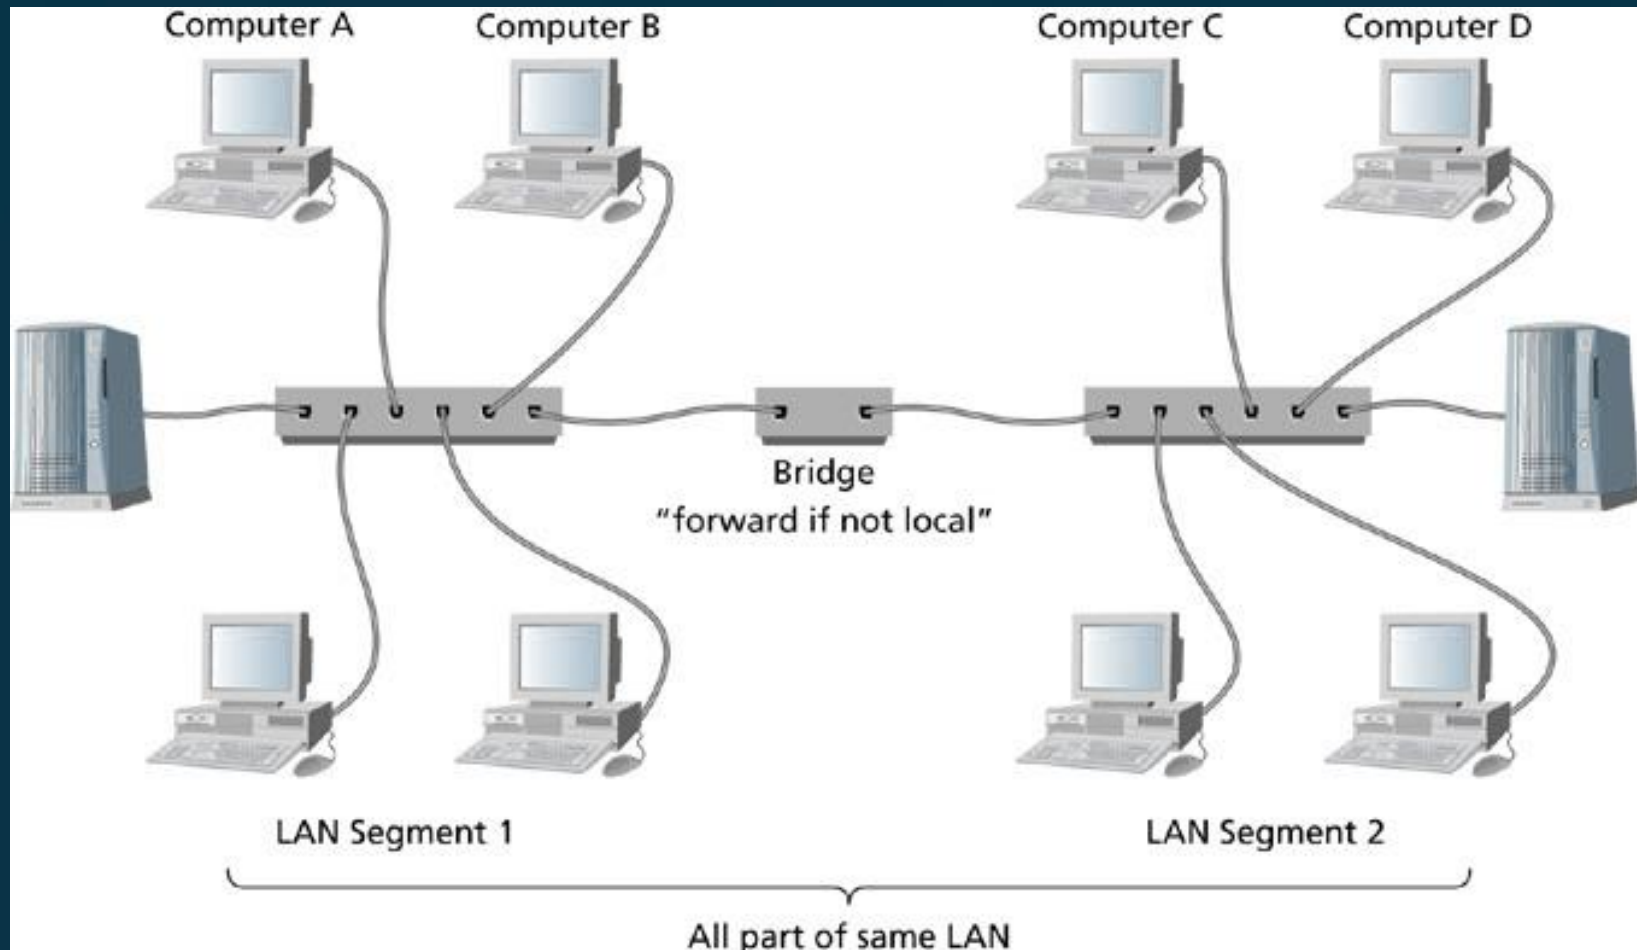 Computer A
Computer B
Computer C
Computer D
Bridge
“forward if not local”
LAN Segment 1
LAN Segment 2
All part of same LAN